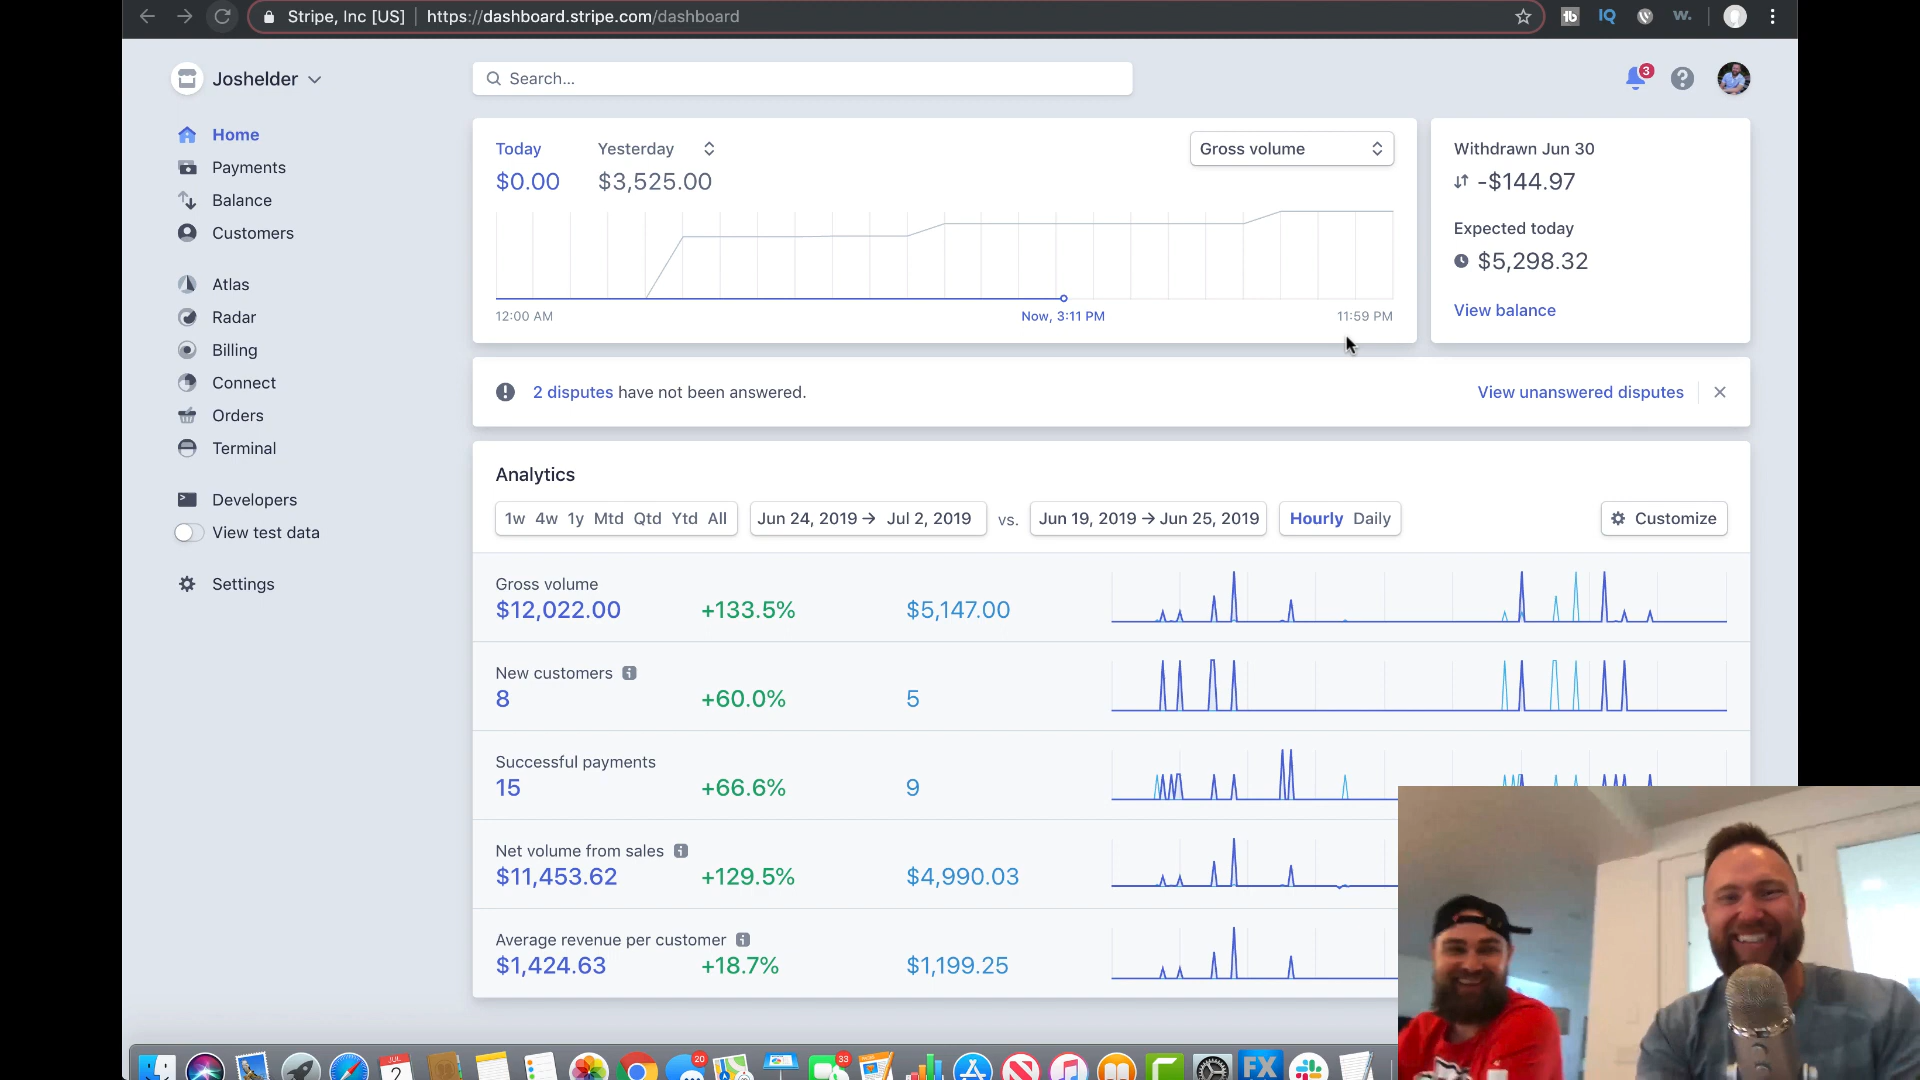 Stripe, Inc [US]
https://dashboard.stripe.com/dashboard
IQ
w.
Joshelder
Search...
3
Home
Payments
Balance
Customers
Atlas
Radar
Billing
Connect
Orders
Terminal
Developers
View test data
Settings
Today
$0.00
Yesterday
$3,525.00
Gross volume
12:00 AM
Now, 3:11 PM
11:59 PM
Withdrawn Jun 30
-$144.97
Expected today
$5,298.32
View balance
2 disputes have not been answered.
View unanswered disputes
Analytics
1w 4w 1y Mtd Qtd Ytd All
Jun 24, 2019 → Jul 2, 2019
vs.
Jun 19, 2019 → Jun 25, 2019
Hourly Daily
Customize
Gross volume
$12,022.00 +133.5% $5,147.00
New customers
8 +60.0% 5
Successful payments
15 +66.6% 9
Net volume from sales
$11,453.62 +129.5% $4,990.03
Average revenue per customer
$1,424.63 +18.7% $1,199.25
JUL
2
20
33
FX